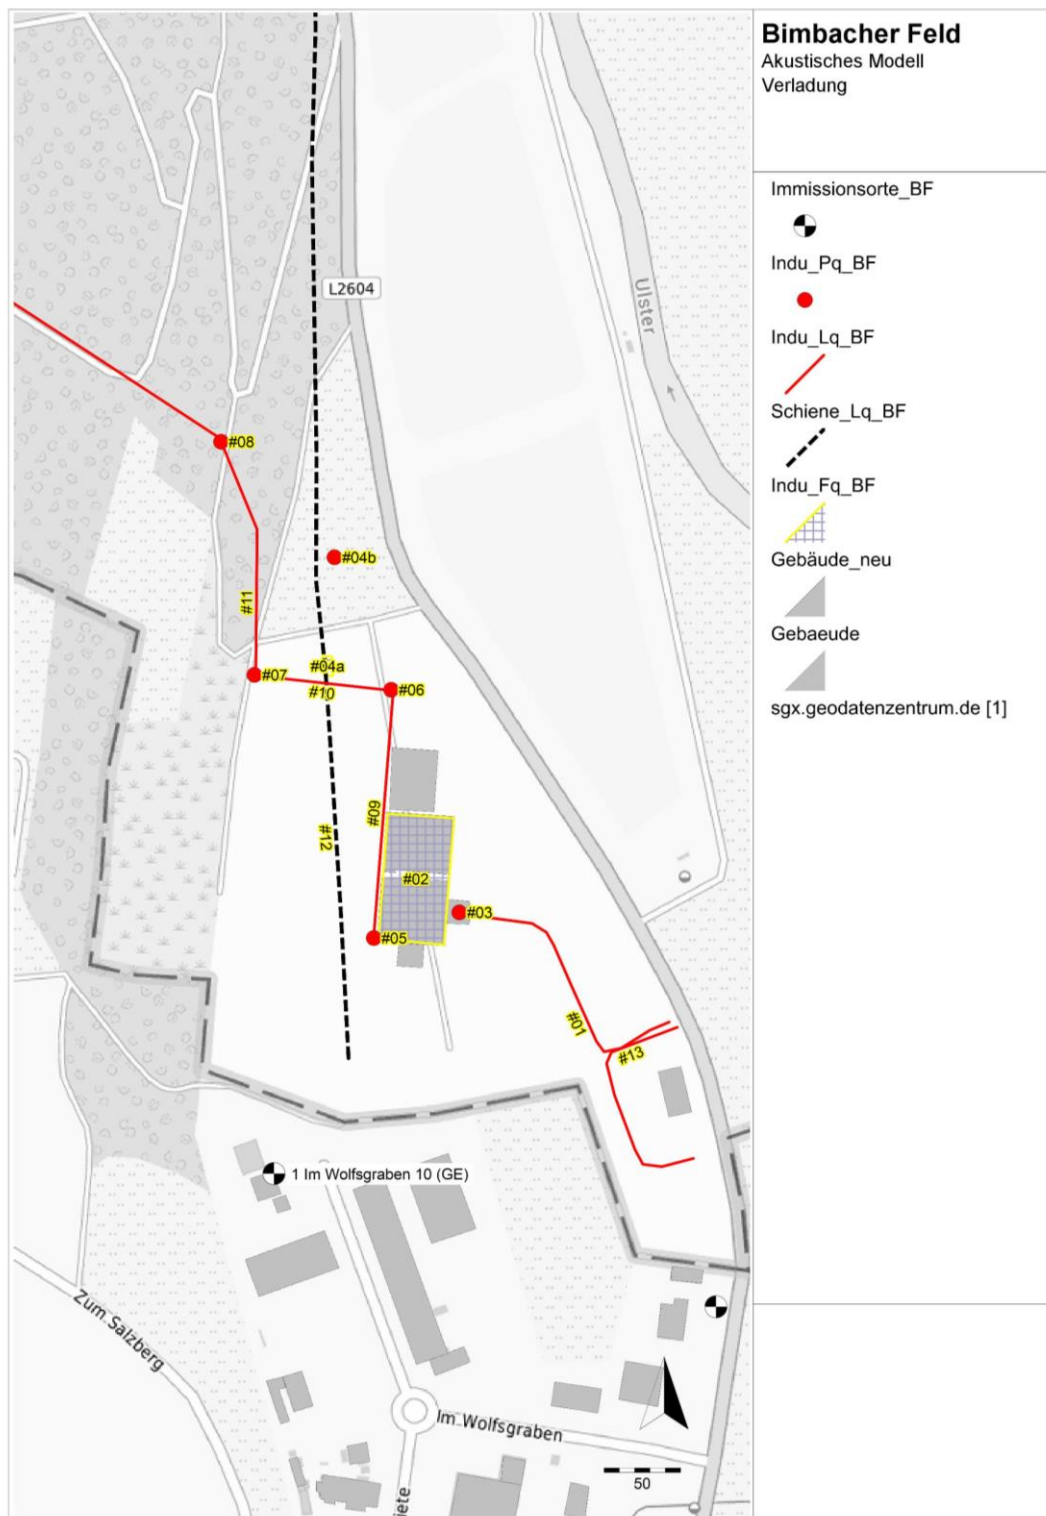 Bimbacher Feld
Akustisches Modell
Verladung
Immissionsorte_BF
Indu_Pq_BF
Indu_Lq_BF
Schiene_Lq_BF
Indu_Fq_BF
Gebäude_neu
Gebaeude
sgx.geodatenzentrum.de [1]
L2604
Ulster
#08
#04b
#11
#04a
#07
#10
#06
#09
#12
#02
#03
#05
#01
#13
1 Im Wolfsgraben 10 (GE)
Zum Salzberg
Im Wolfsgraben
iete
50